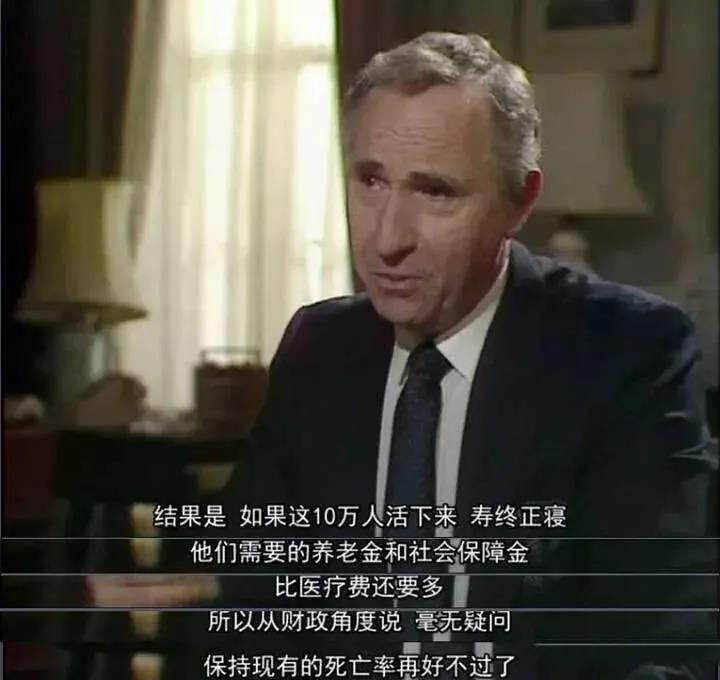 结果是 如果这10万人活下来 寿终正寝
他们需要的养老金和社会保障金
比医疗费还要多
所以从财政角度说 毫无疑问
保持现有的死亡率再好不过了